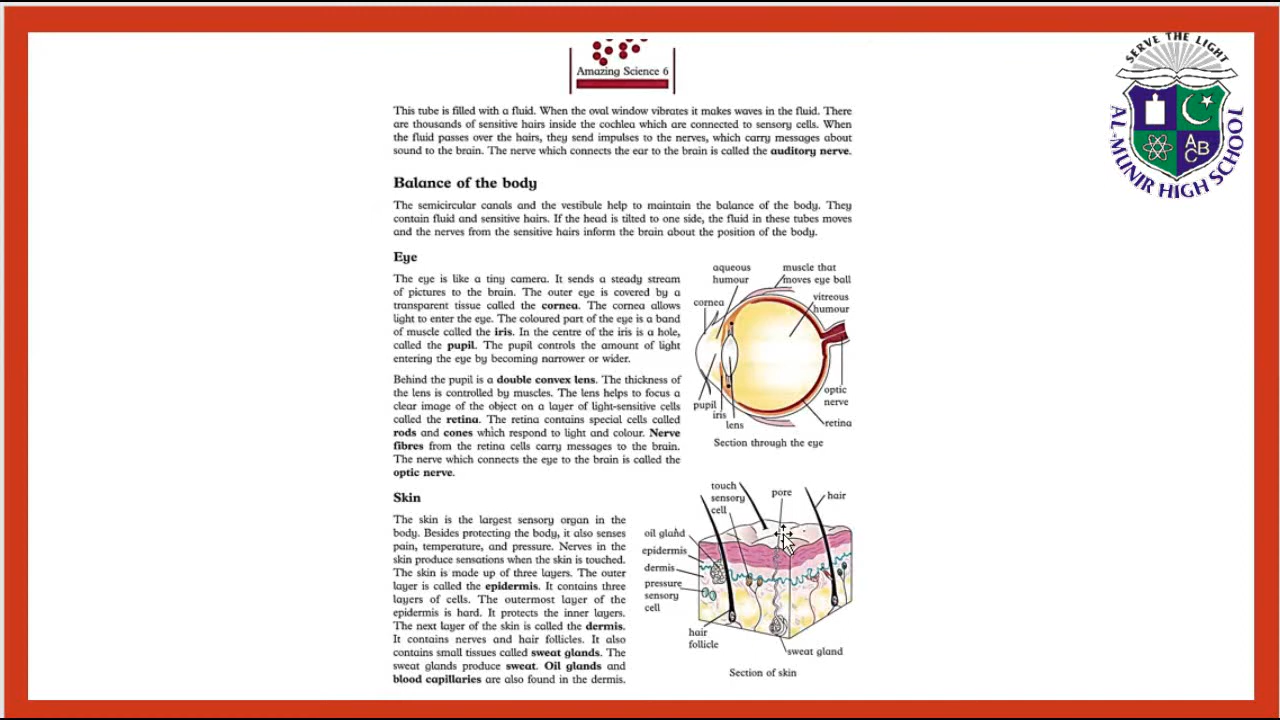 Amazing Science 6
SERVE THE LIGHT
AL-MUNIR HIGH SCHOOL
A
B
C
This tube is filled with a fluid. When the oval window vibrates it makes waves in the fluid. There
are thousands of sensitive hairs inside the cochlea which are connected to sensory cells. When
the fluid passes over the hairs, they send impulses to the nerves, which carry messages about
sound to the brain. The nerve which connects the ear to the brain is called the auditory nerve.
Balance of the body
The semicircular canals and the vestibule help to maintain the balance of the body. They
contain fluid and sensitive hairs. If the head is tilted to one side, the fluid in these tubes moves
and the nerves from the sensitive hairs inform the brain about the position of the body.
Eye
The eye is like a tiny camera. It sends a steady stream
of pictures to the brain. The outer eye is covered by a
transparent tissue called the cornea. The cornea allows
light to enter the eye. The coloured part of the eye is a band
of muscle called the iris. In the centre of the iris is a hole,
called the pupil. The pupil controls the amount of light
entering the eye by becoming narrower or wider.
Behind the pupil is a double convex lens. The thickness of
the lens is controlled by muscles. The lens helps to focus a
clear image of the object on a layer of light-sensitive cells
called the retina. The retina contains special cells called
rods and cones which respond to light and colour. Nerve
fibres from the retina cells carry messages to the brain.
The nerve which connects the eye to the brain is called the
optic nerve.
aqueous
humour
muscle that
moves eye ball
cornea
vitreous
humour
pupil
iris
lens
optic
nerve
retina
Section through the eye
Skin
The skin is the largest sensory organ in the
body. Besides protecting the body, it also senses
pain, temperature, and pressure. Nerves in the
skin produce sensations when the skin is touched.
The skin is made up of three layers. The outer
layer is called the epidermis. It contains three
layers of cells. The outermost layer of the
epidermis is hard. It protects the inner layers.
The next layer of the skin is called the dermis.
It contains nerves and hair follicles. It also
contains small tissues called sweat glands. The
sweat glands produce sweat. Oil glands and
blood capillaries are also found in the dermis.
touch
sensory
cell
pore
hair
oil gland
epidermis
dermis
pressure
sensory
cell
hair
follicle
sweat gland
Section of skin